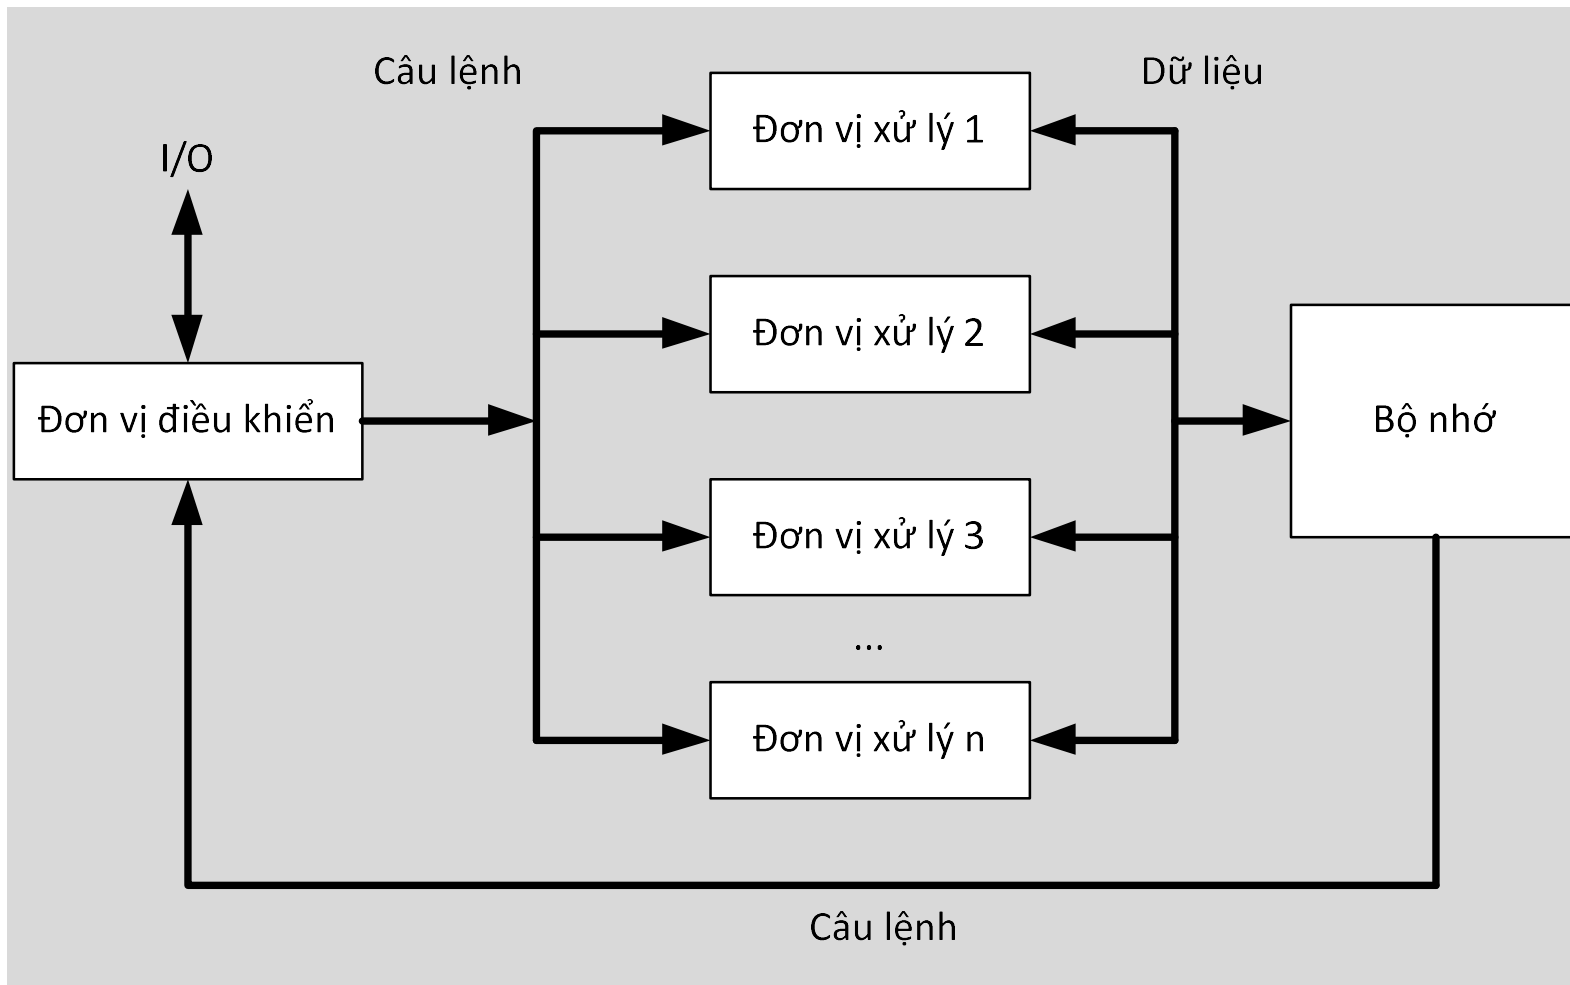 Câu lệnh
Dữ liệu
Đơn vị xử lý 1
I/O
Đơn vị xử lý 2
Đơn vị điều khiển
Bộ nhớ
Đơn vị xử lý 3
...
Đơn vị xử lý n
Câu lệnh